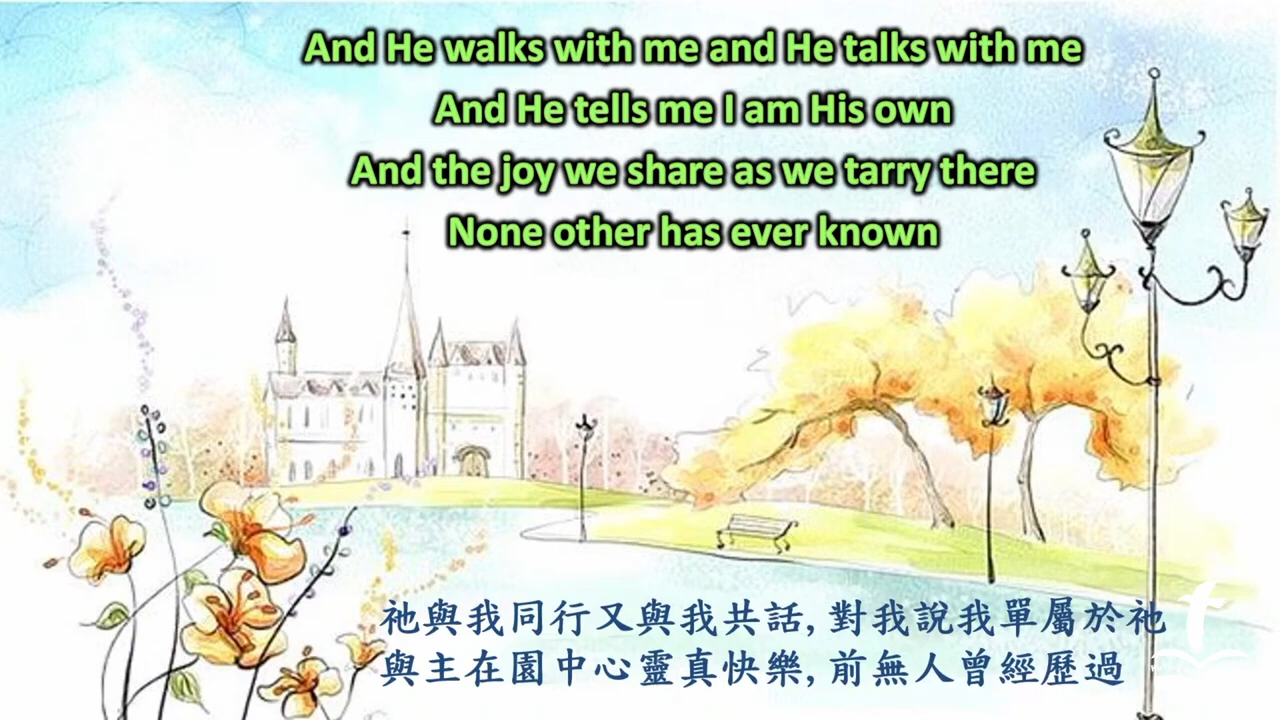 And He walks with me and He talks with me
And He tells me I am His own
And the joy we share as we tarry there
None other has ever known
祂與我同行又與我共話, 對我說我單屬於祂
與主在園中心靈真快樂, 前無人曾經歷過